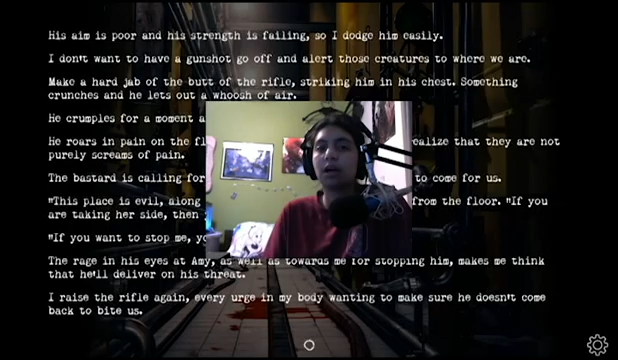 His aim is poor and his strength is failing, so I dodge him easily.
I don't want to have a gunshot go off and alert those creatures to where we are.
Make a hard jab of the butt of the rifle, striking him in his chest. Something
crunches and he lets out a whoosh of air.
He crumples for a moment
He roars in pain on the ealize that they are not
purely screams of pain.
The bastard is calling for to come for us.
"This place is evil, along from the floor. "If you
are taking her side, then
"If you want to stop me,
The rage in his eyes at Amy, as well as towards me for stopping him, makes me think
that he'll deliver on his threat.
I raise the rifle again, every urge in my body wanting to make sure he doesn't come
back to bite us.